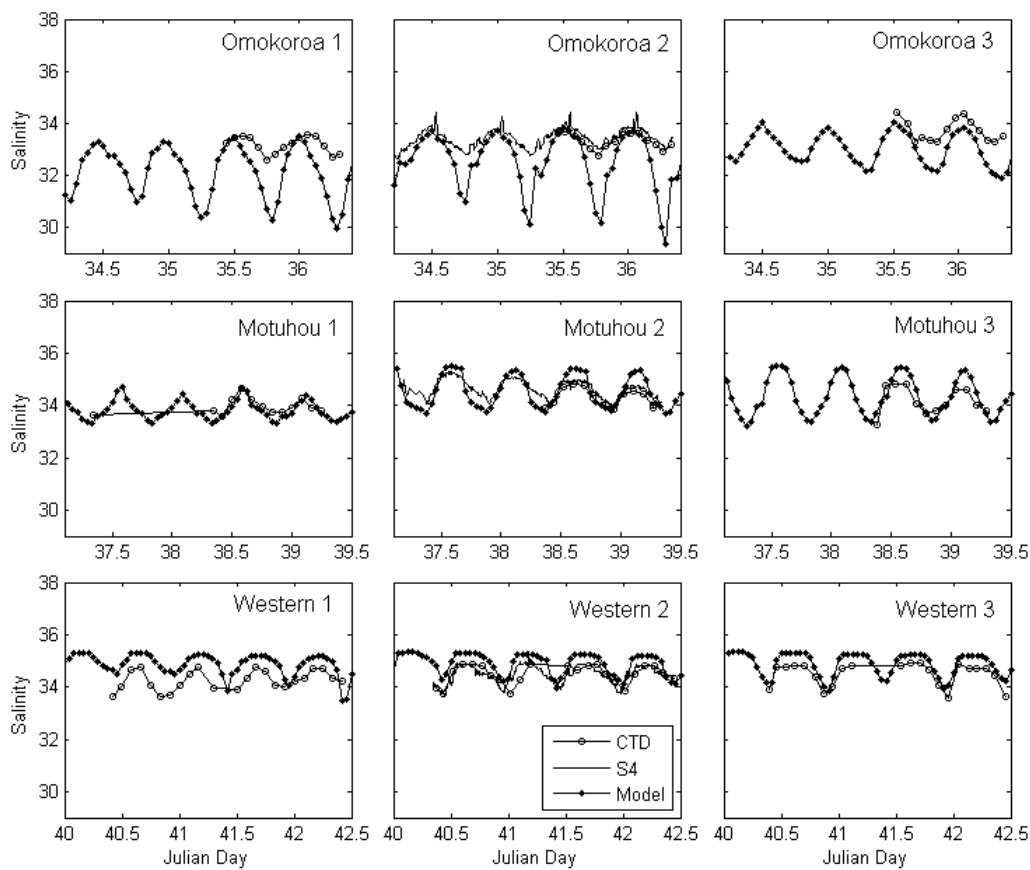 38
36
34
32
30
Salinity
Omokoroa 1
34.5 35 35.5 36
Omokoroa 2
34.5 35 35.5 36
Omokoroa 3
34.5 35 35.5 36
38
36
34
32
30
Salinity
Motuhou 1
37.5 38 38.5 39 39.5
Motuhou 2
37.5 38 38.5 39 39.5
Motuhou 3
37.5 38 38.5 39 39.5
38
36
34
32
30
Salinity
Western 1
40 40.5 41 41.5 42 42.5
Julian Day
Western 2
CTD
S4
Model
40 40.5 41 41.5 42 42.5
Julian Day
Western 3
40 40.5 41 41.5 42 42.5
Julian Day